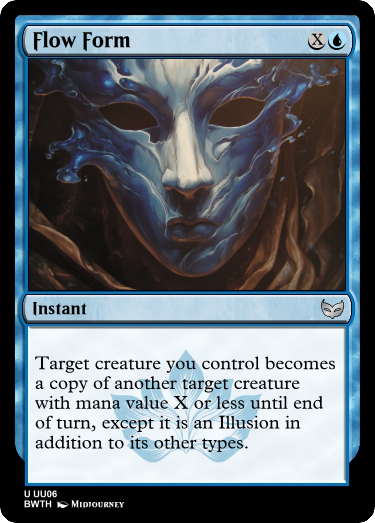 Flow Form X
Instant
Target creature you control becomes
a copy of another target creature
with mana value X or less until end
of turn, except it is an Illusion in
addition to its other types.
U UU06
BWTH Midjourney